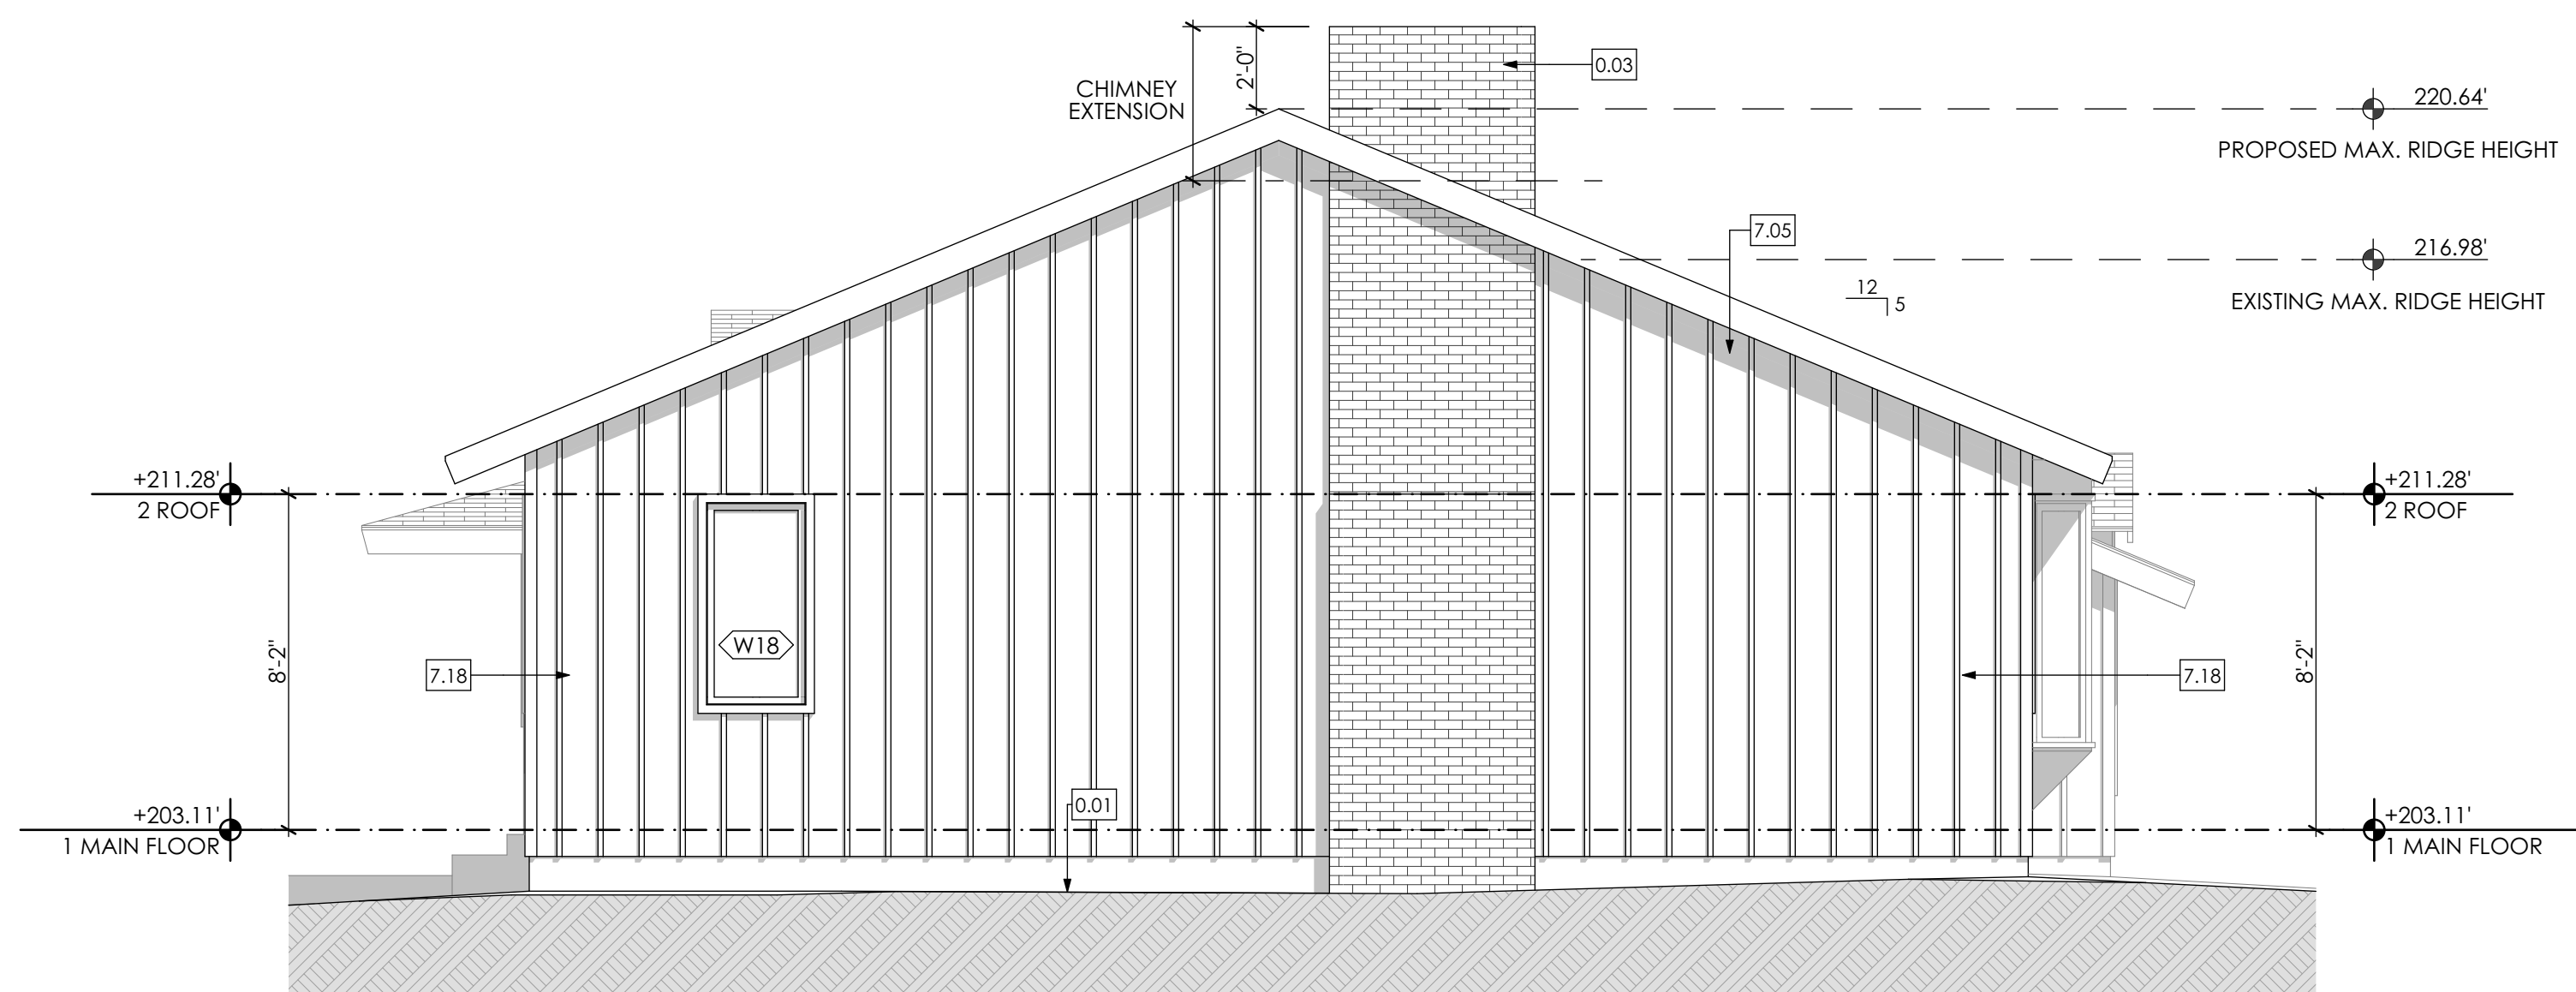 2'-0"
CHIMNEY
EXTENSION
0.03
220.64'
PROPOSED MAX. RIDGE HEIGHT
7.05
216.98'
EXISTING MAX. RIDGE HEIGHT
12
5
+211.28'
2 ROOF
+211.28'
2 ROOF
W18
8'-2"
7.18
7.18
8'-2"
0.01
+203.11'
1 MAIN FLOOR
+203.11'
1 MAIN FLOOR